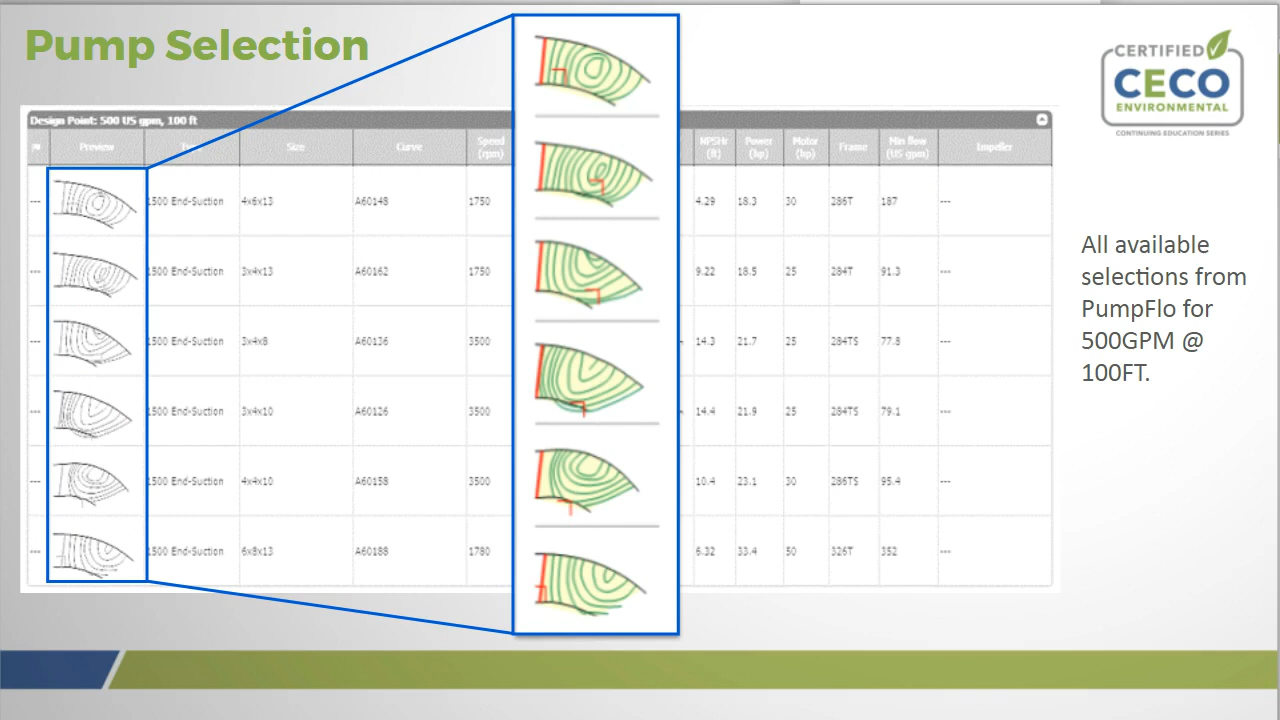 Pump Selection
CERTIFIED
CECO
ENVIRONMENTAL
CONTINUING EDUCATION SERIES
Design Point: 500 US gpm, 100 ft
Preview Size Curve Speed (rpm) NPSHr (ft) Power (hp) Motor (hp) Frame Min flow (US gpm) Impeller
--- 1500 End-Suction 4x6x13 A60148 1750 4.29 18.3 30 286T 187 ---
--- 1500 End-Suction 3x4x13 A60162 1750 9.22 18.5 25 284T 91.3 ---
--- 1500 End-Suction 3x4x8 A60136 3500 14.3 21.7 25 284TS 77.8 ---
--- 1500 End-Suction 3x4x10 A60126 3500 14.4 21.9 25 284TS 79.1 ---
--- 1500 End-Suction 4x4x10 A60158 3500 10.4 23.1 30 286TS 95.4 ---
--- 1500 End-Suction 6x8x13 A60188 1780 6.32 33.4 50 326T 352 ---
All available
selections from
PumpFlo for
500GPM @
100FT.